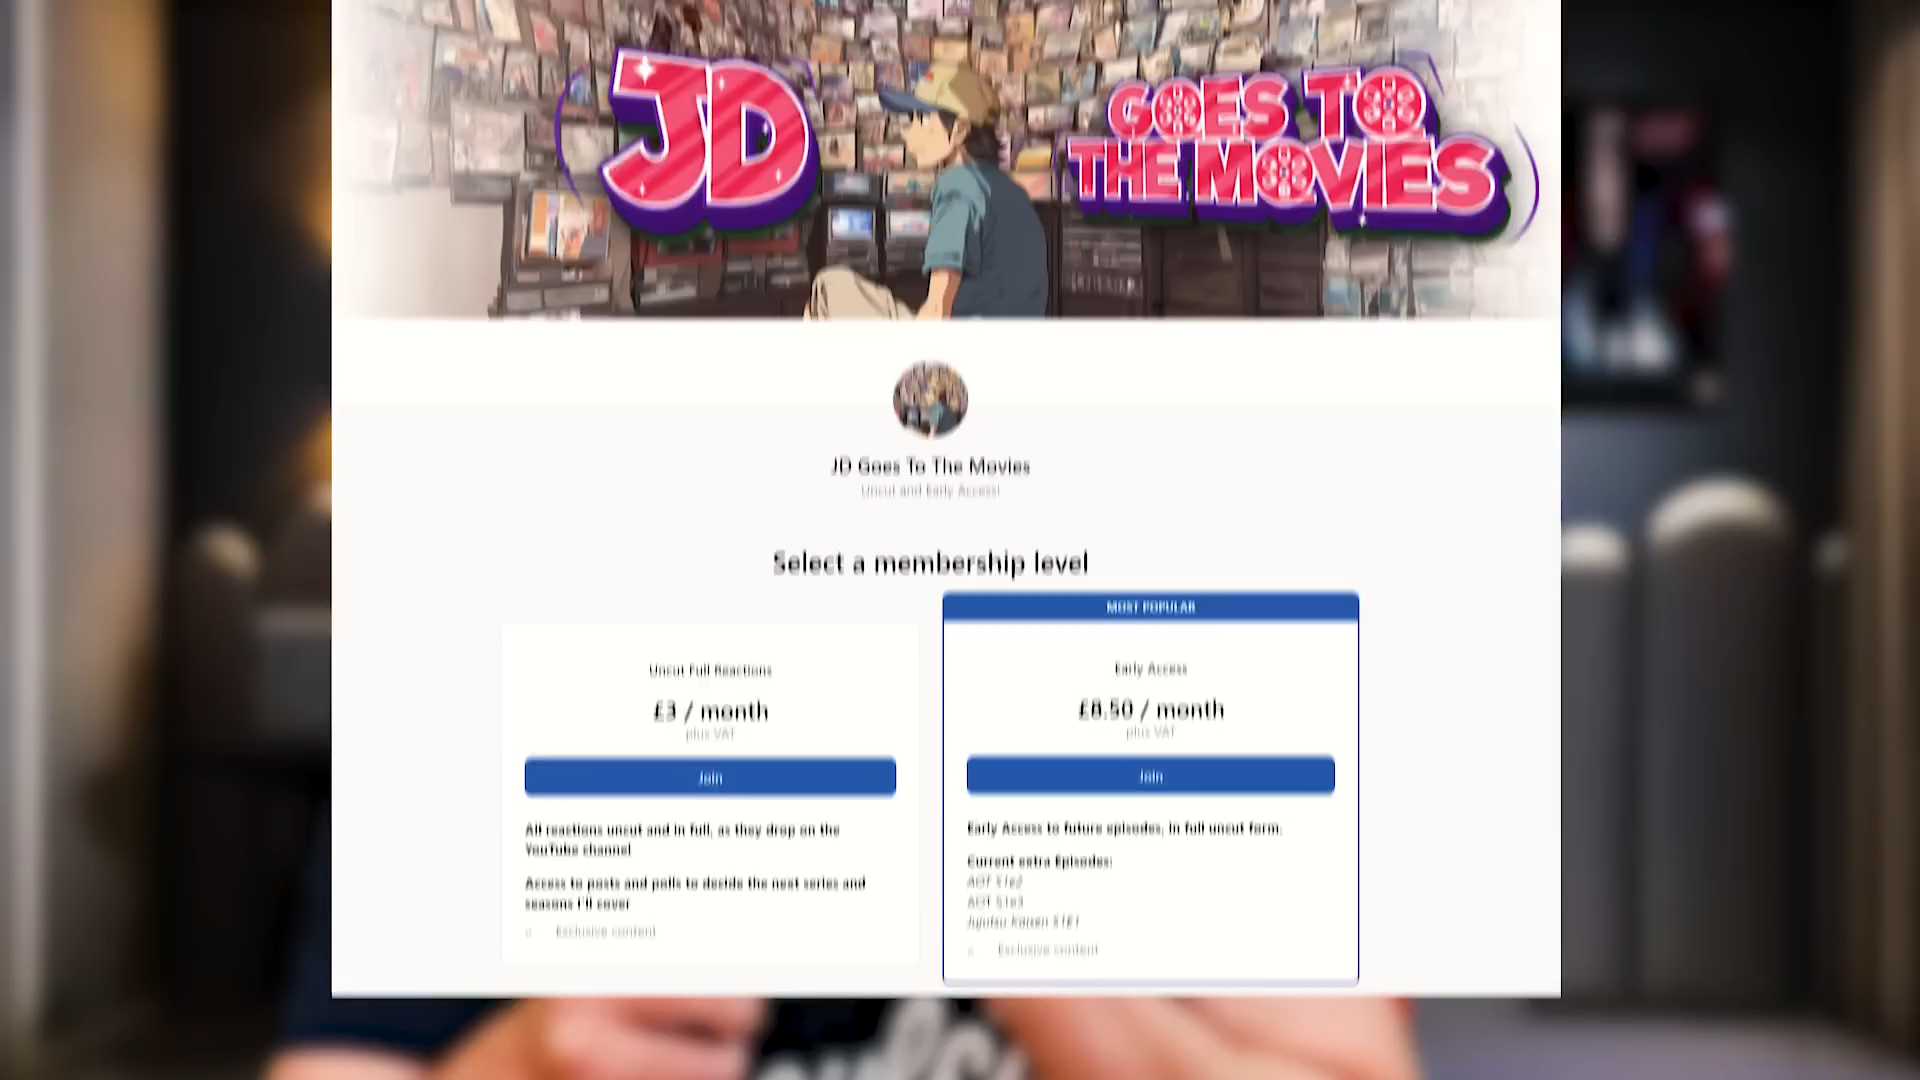 JD
GOES TO
THE MOVIES
JD Goes To The Movies
Uncut and Early Access!
Select a membership level
MOST POPULAR
Uncut Full Reactions
£3 / month
plus VAT
Join
All reactions uncut and in full, as they drop on the
YouTube channel
Access to posts and polls to decide the next series and
seasons I'll cover
Exclusive content
Early Access
£8.50 / month
plus VAT
Join
Early Access to future episodes, in full uncut form.
Current extra Episodes:
AOT S1e2
AOT S1e3
Jujutsu Kaisen S1E1
Exclusive content